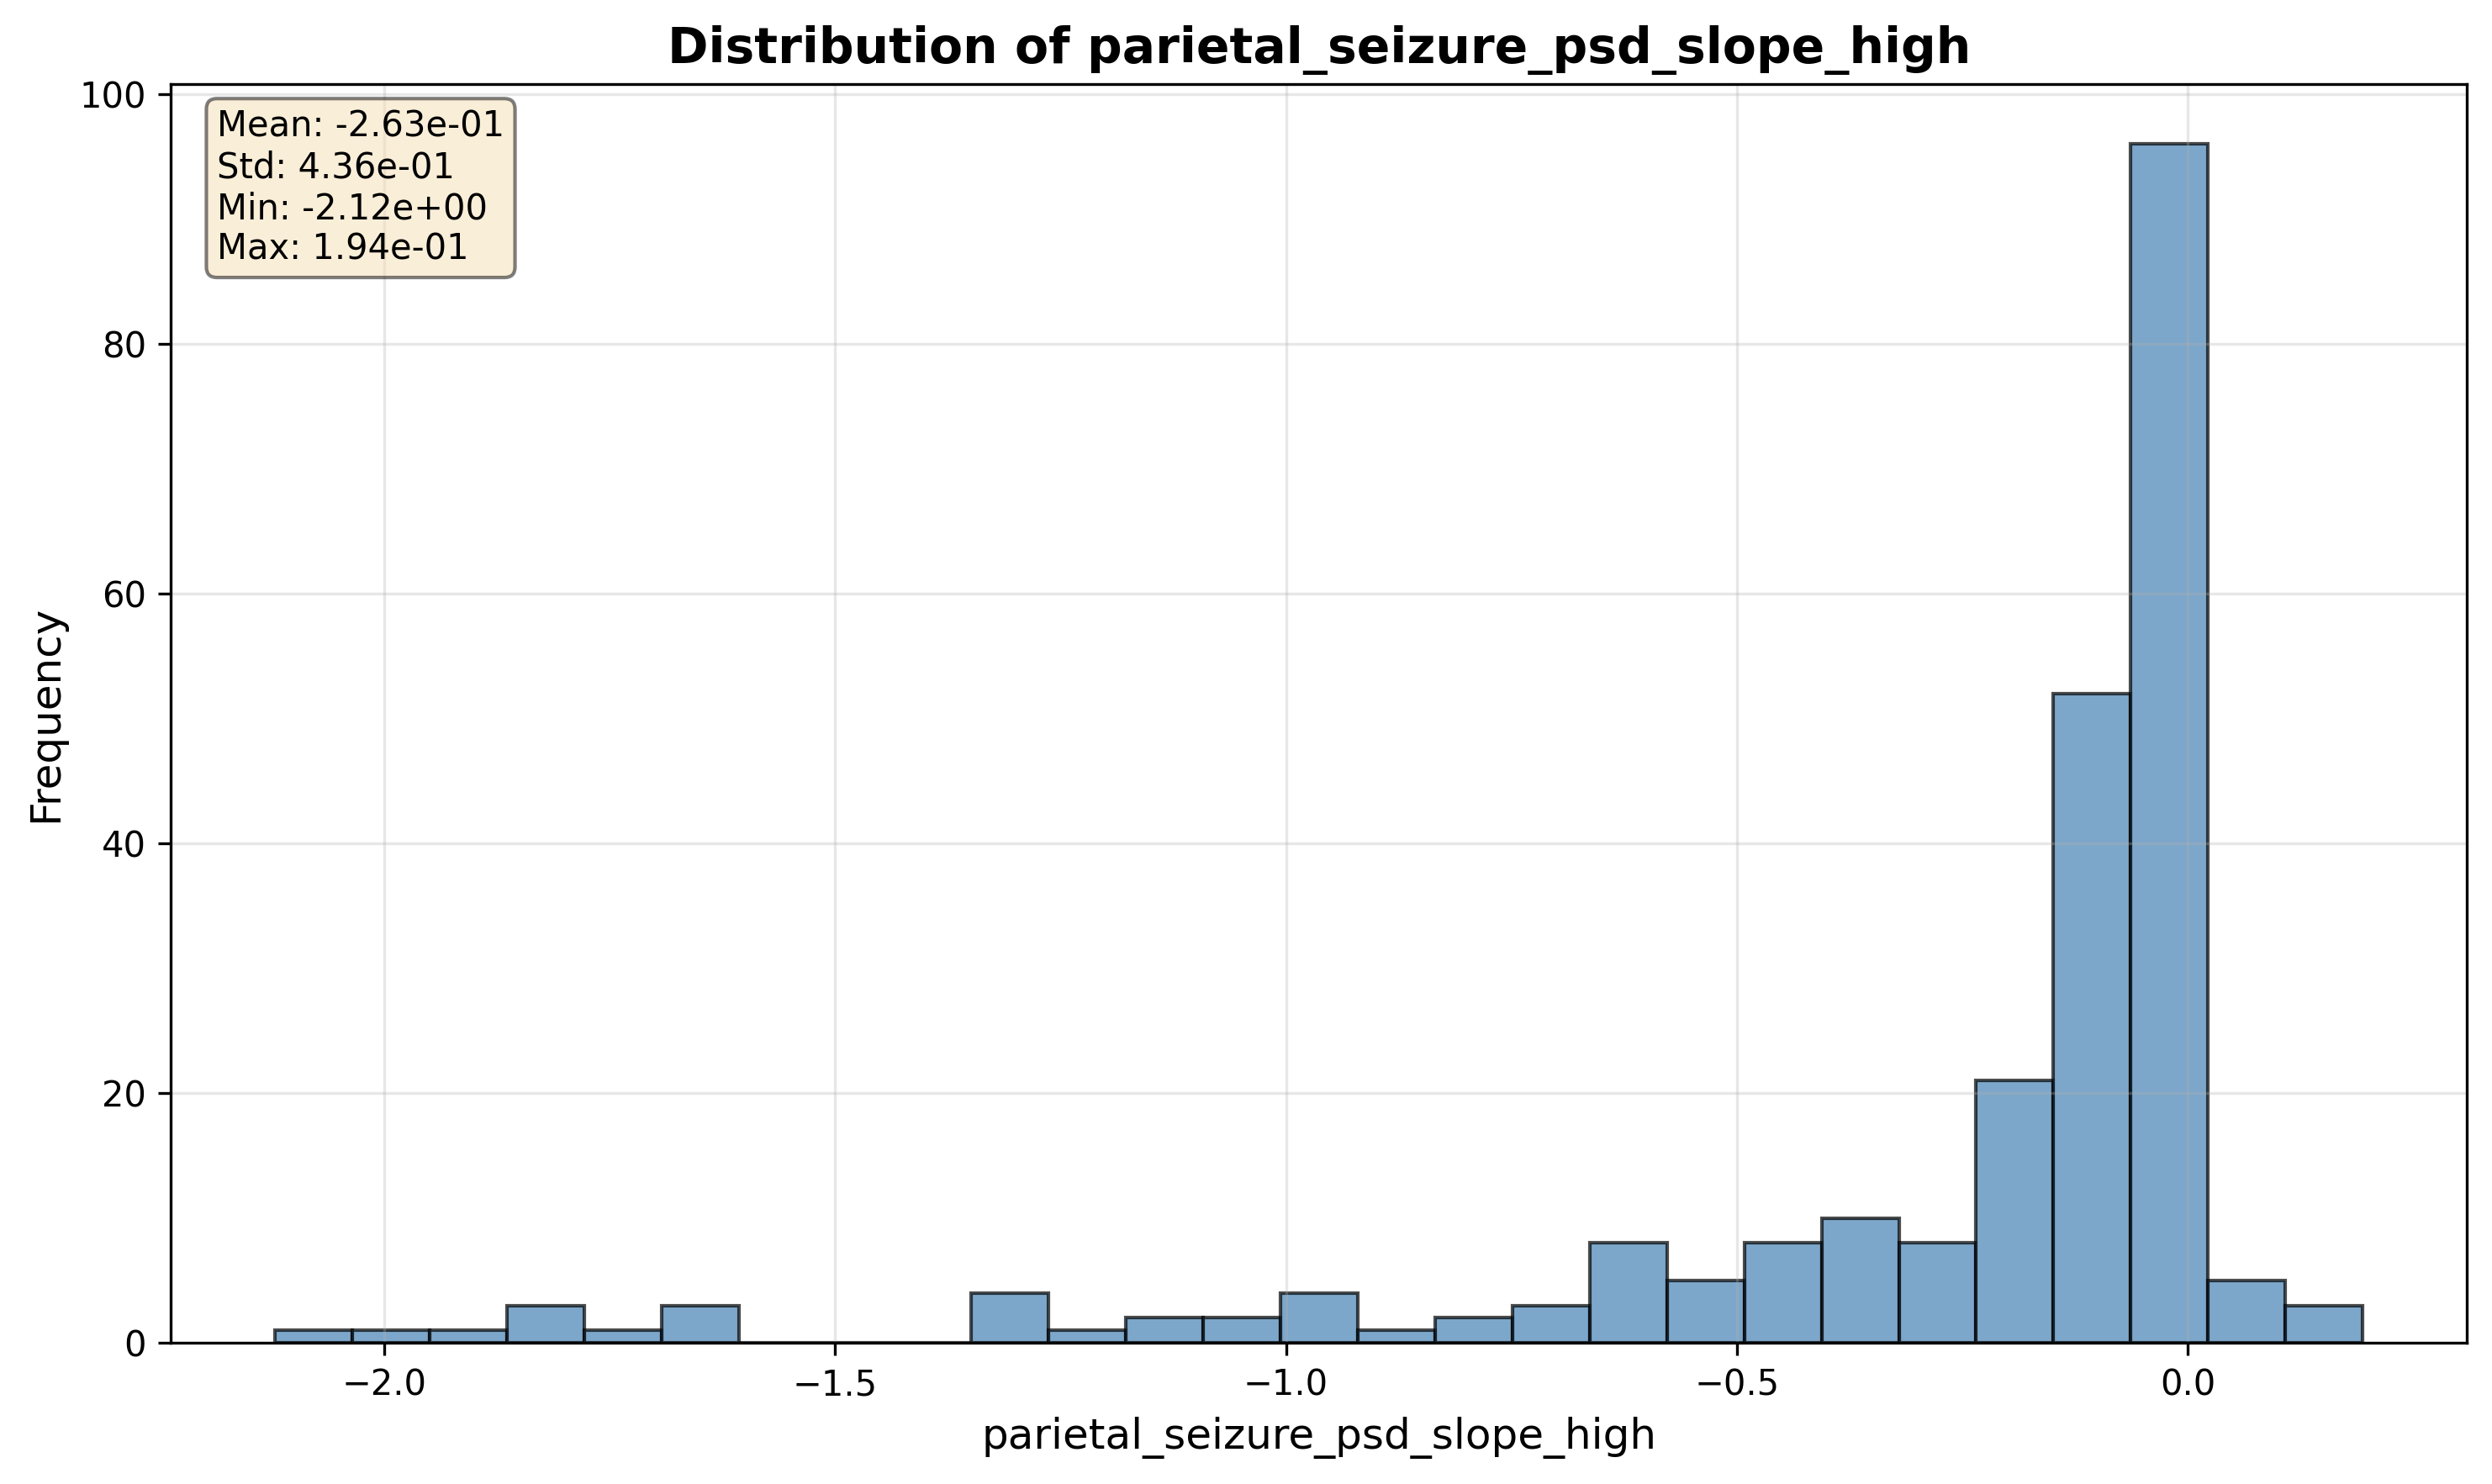 Distribution of parietal_seizure_psd_slope_high
Mean: -2.63e-01
Std: 4.36e-01
Min: -2.12e+00
Max: 1.94e-01
100
80
60
40
20
0
Frequency
−2.0
−1.5
−1.0
−0.5
0.0
parietal_seizure_psd_slope_high